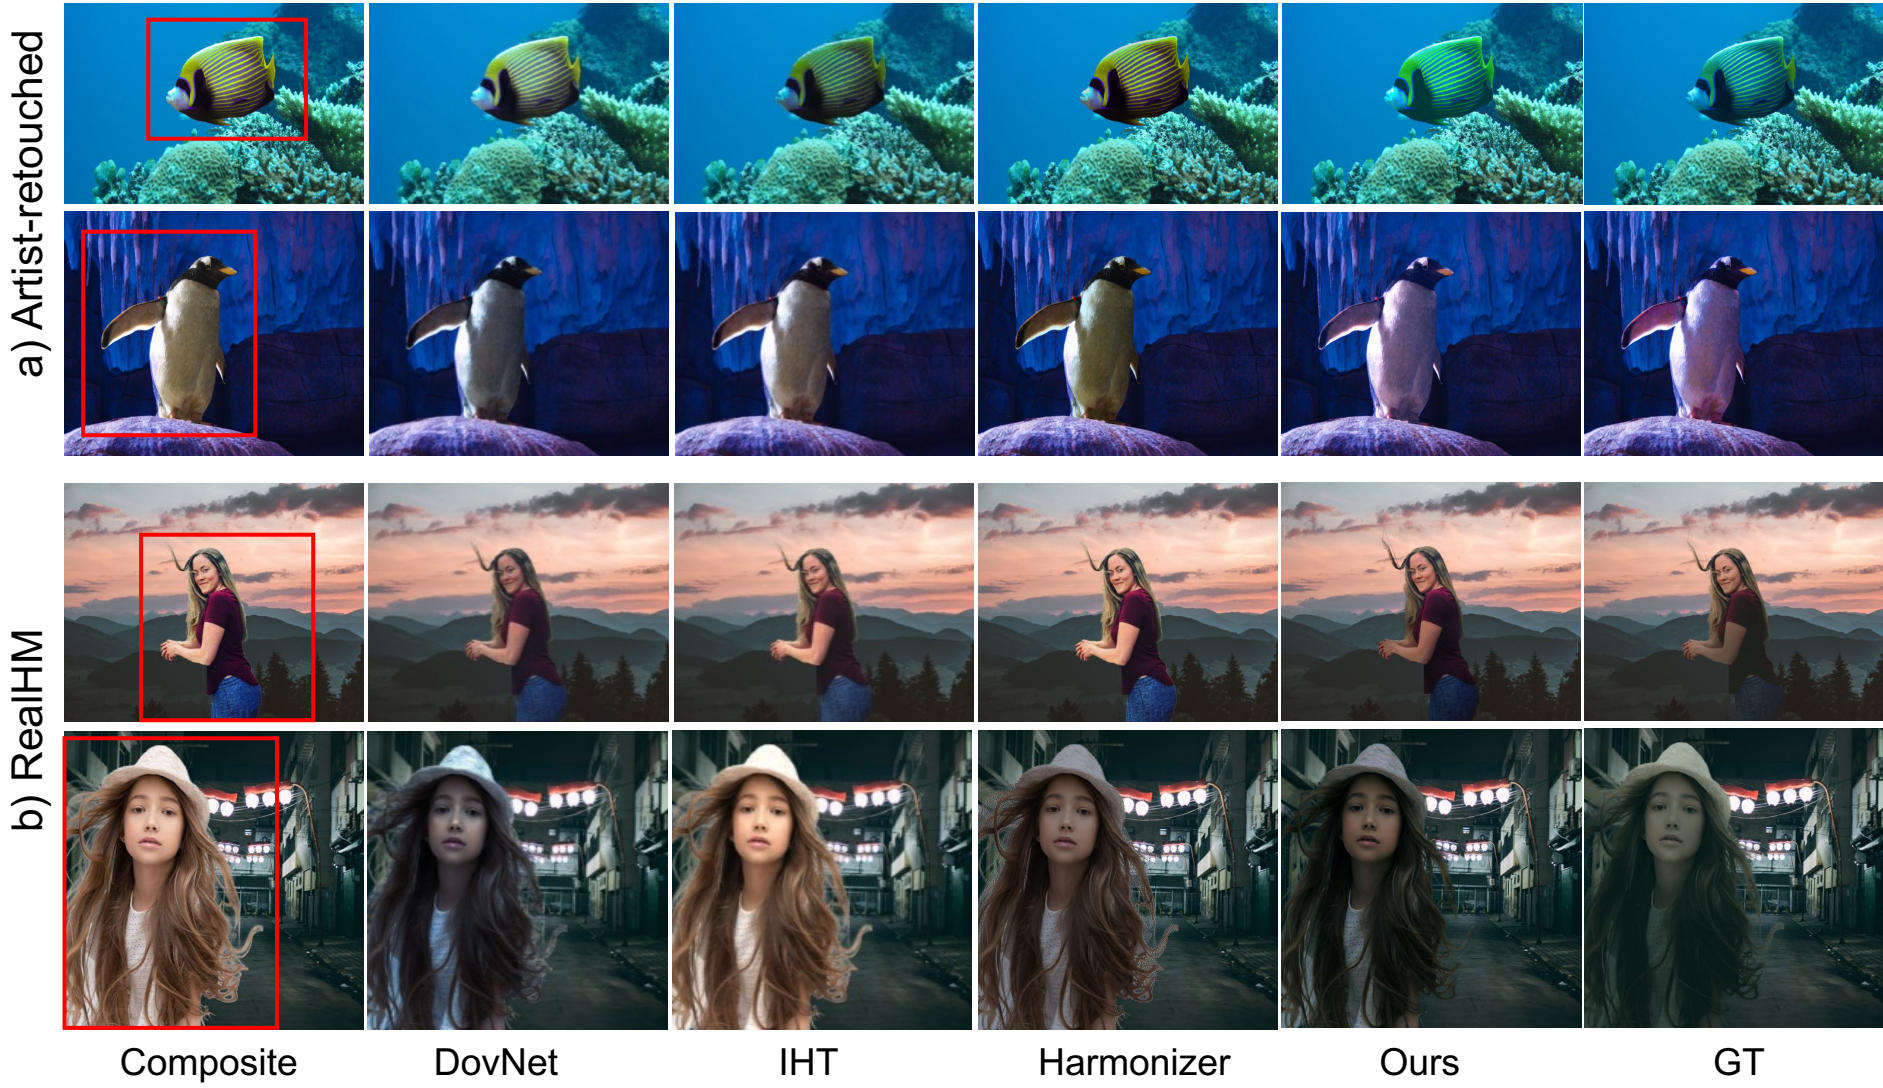 a) Artist-retouched
b) RealHM
Composite DovNet IHT Harmonizer Ours GT